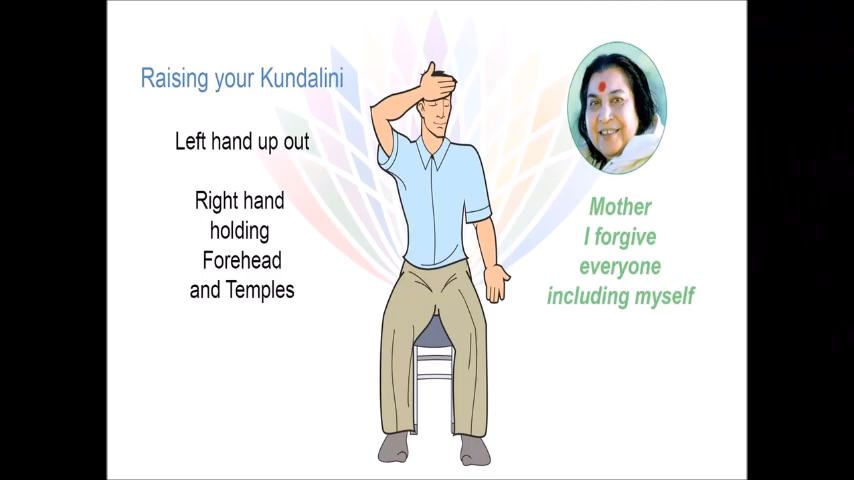 Raising your Kundalini
Left hand up out
Right hand
holding
Forehead
and Temples
Mother
I forgive
everyone
including myself